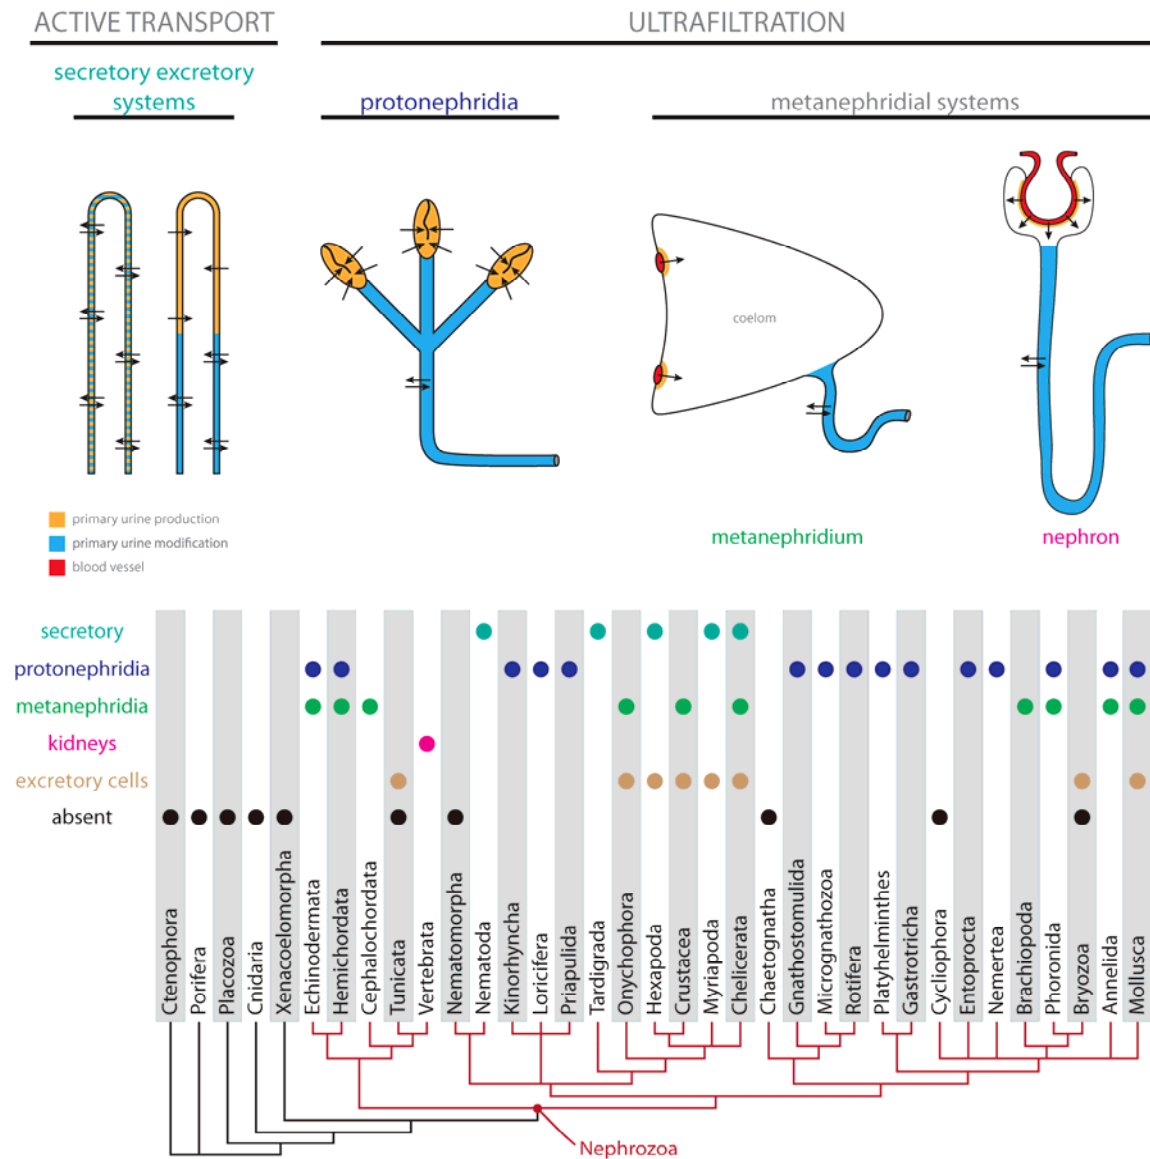 ACTIVE TRANSPORT
ULTRAFILTRATION
secretory excretory
systems
protonephridia
metanephridial systems
coelom
primary urine production
primary urine modification
blood vessel
metanephridium
nephron
secretory
protonephridia
metanephridia
kidneys
excretory cells
absent
Ctenophora
Porifera
Placozoa
Cnidaria
Xenacoelomorpha
Echinodermata
Hemichordata
Cephalochordata
Tunicata
Vertebrata
Nematomorpha
Nematoda
Kinorhyncha
Loricifera
Priapulida
Tardigrada
Onychophora
Hexapoda
Crustacea
Myriapoda
Chelicerata
Chaetognatha
Gnathostomulida
Micrognathozoa
Rotifera
Platyhelminthes
Gastrotricha
Cycliophora
Entoprocta
Nemertea
Brachiopoda
Phoronida
Bryozoa
Annelida
Mollusca
Nephrozoa